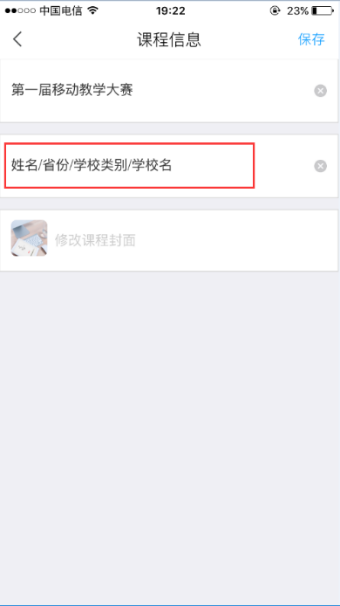 中国电信 19:22 23%
课程信息 保存
第一届移动教学大赛
姓名/省份/学校类别/学校名
修改课程封面